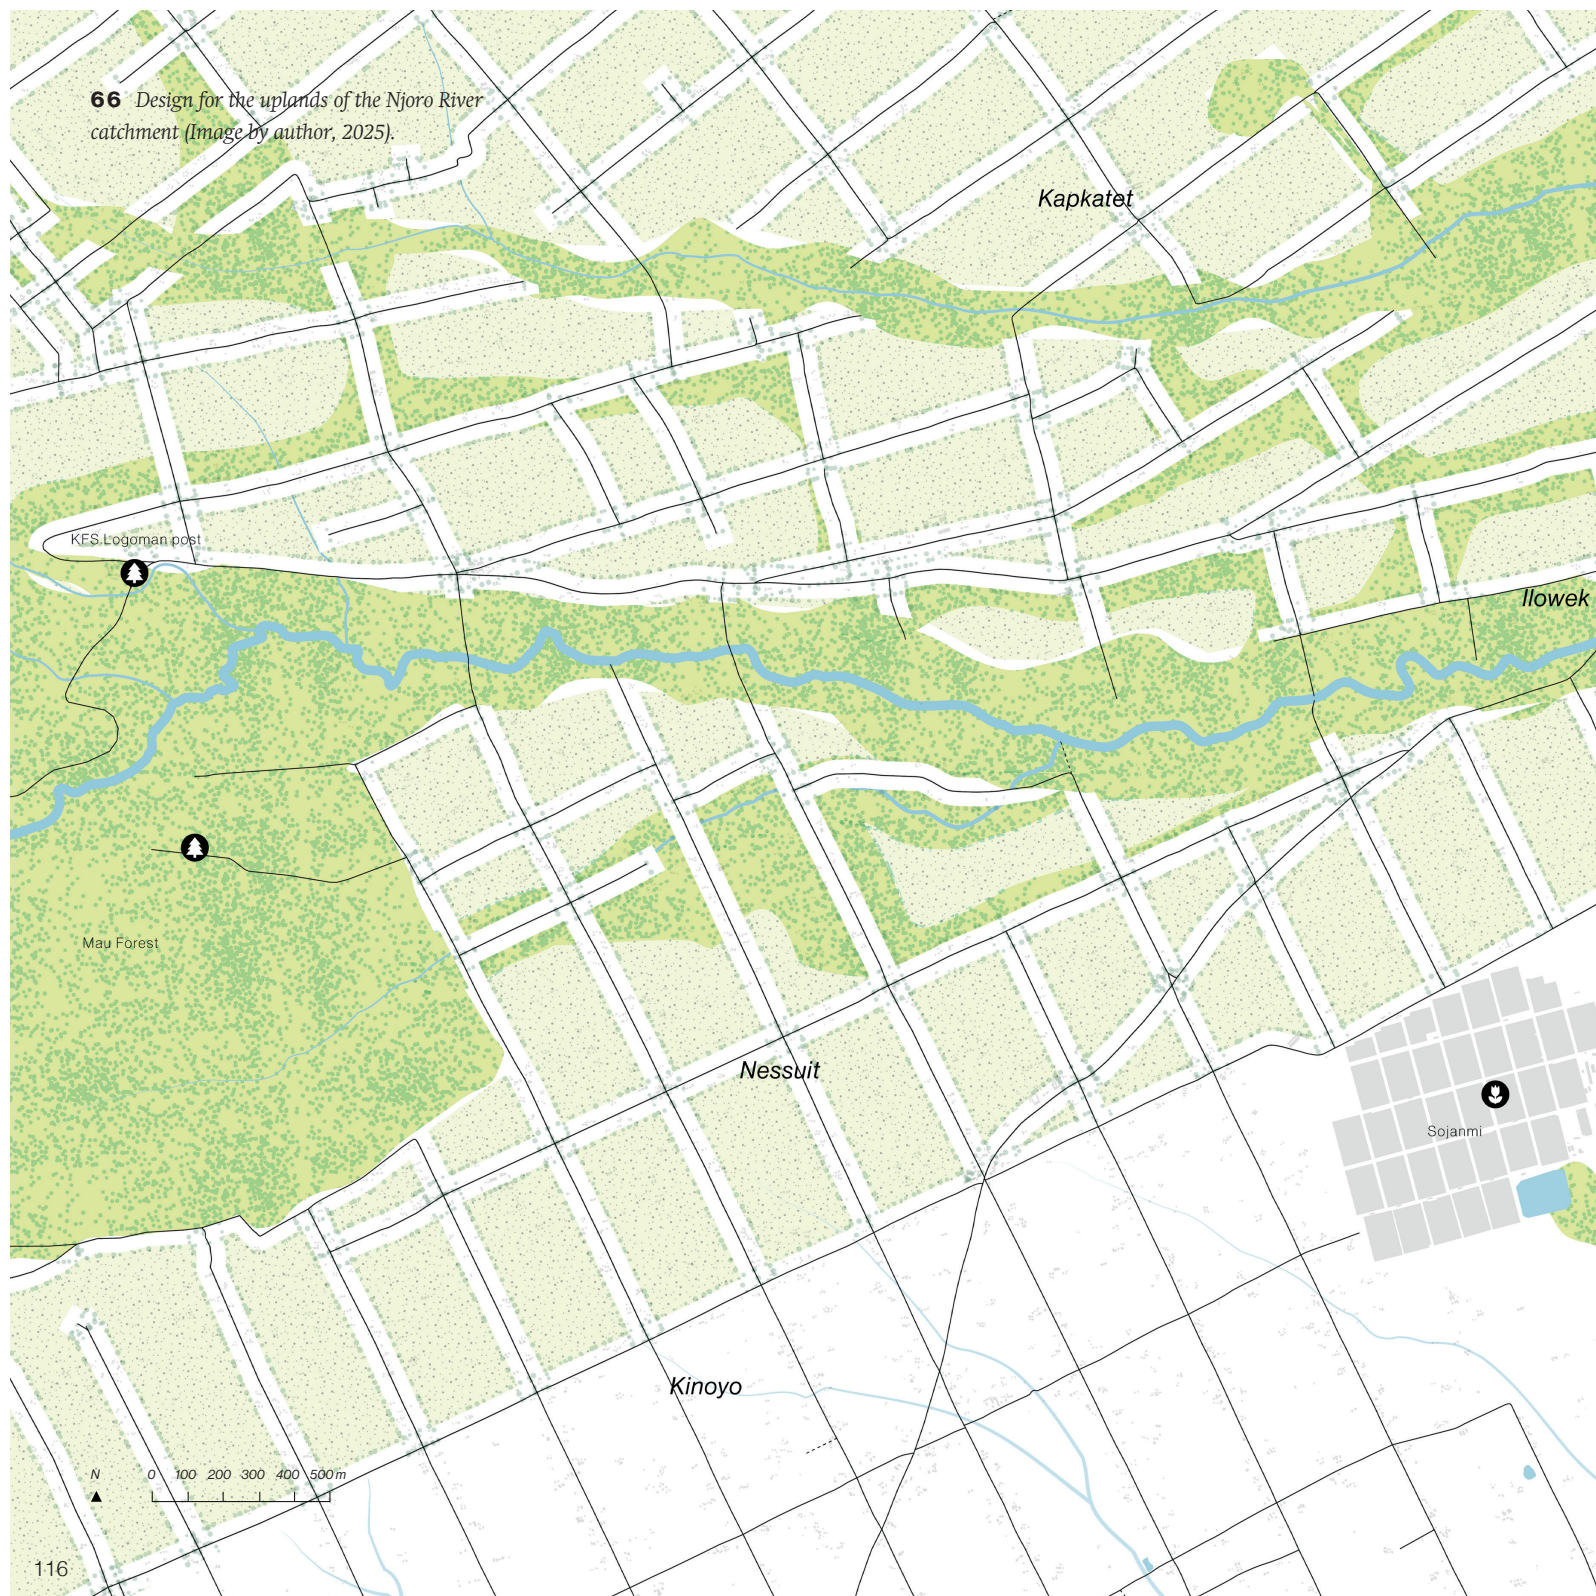 66 Design for the uplands of the Njoro River
catchment (Image by author, 2025).
Kapkatet
KFS Logoman post
Ilowek
Mau Forest
Nessuit
Sojanmi
Kinoyo
N 0 100 200 300 400 500m
116